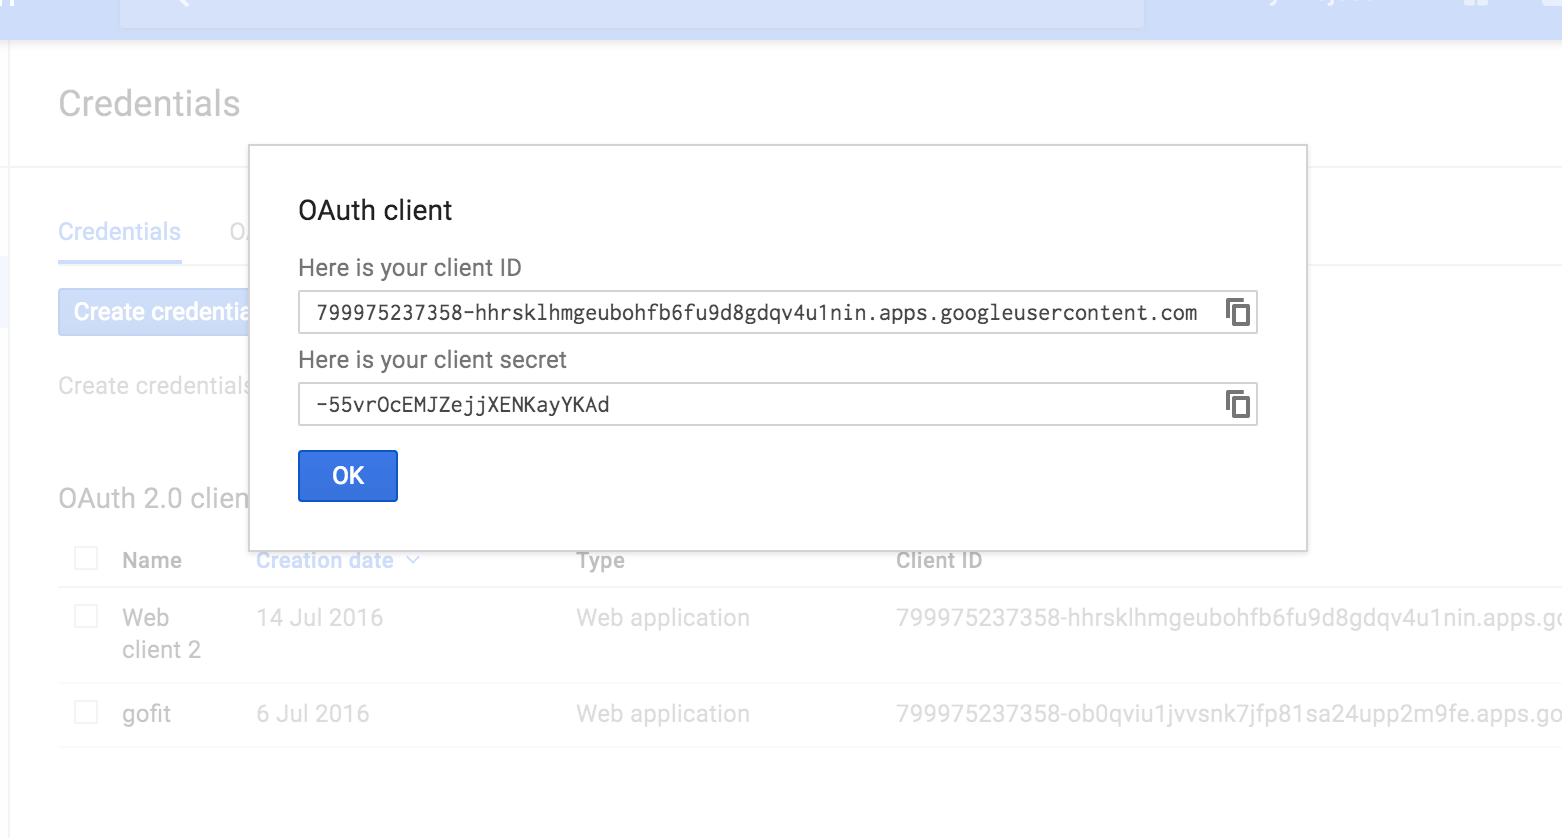 Credentials
Credentials
OAuth client
Here is your client ID
799975237358-hhrsklhmgeubohfb6fu9d8gdqv4u1nin.apps.googleusercontent.com
Create credentia
Here is your client secret
Create credentials
-55vrOcEMJZejjXENKayYKAd
OK
OAuth 2.0 clien
Name Creation date Type Client ID
Web client 2 14 Jul 2016 Web application 799975237358-hhrsklhmgeubohfb6fu9d8gdqv4u1nin.apps.go
gofit 6 Jul 2016 Web application 799975237358-ob0qviu1jvvsnk7jfp81sa24upp2m9fe.apps.go